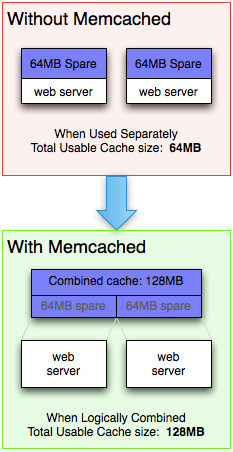 Without Memcached
64MB Spare
64MB Spare
web server
web server
When Used Separately
Total Usable Cache size: 64MB
With Memcached
Combined cache: 128MB
64MB spare
64MB spare
web
server
web
server
When Logically Combined
Total Usable Cache size: 128MB